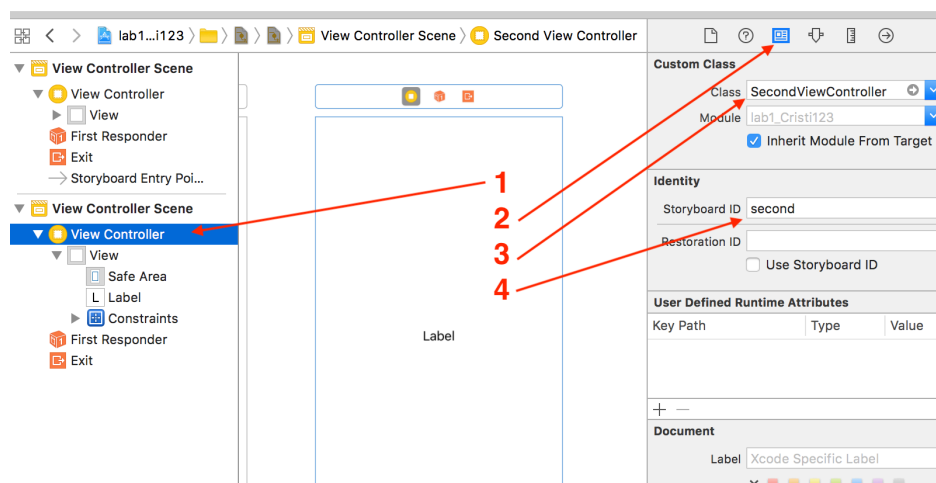 lab1...i123
View Controller Scene
Second View Controller
View Controller Scene
View Controller
View
First Responder
Exit
Storyboard Entry Poi...
View Controller Scene
View Controller
View
Safe Area
L Label
Constraints
First Responder
Exit
Label
1
2
3
4
Custom Class
Class SecondViewController
Module lab1_Cristi123
Inherit Module From Target
Identity
Storyboard ID second
Restoration ID
Use Storyboard ID
User Defined Runtime Attributes
Key Path Type Value
Document
Label Xcode Specific Label